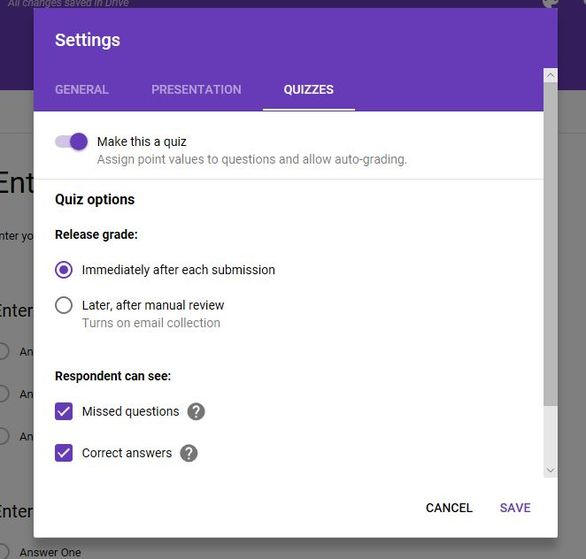 All changes saved in Drive
Settings
GENERAL PRESENTATION QUIZZES
Make this a quiz
Assign point values to questions and allow auto-grading.
Quiz options
Release grade:
Immediately after each submission
Later, after manual review
Turns on email collection
Respondent can see:
Missed questions ?
Correct answers ?
CANCEL SAVE
Ent
nter yo
Enter
An
An
An
Enter
Answer One